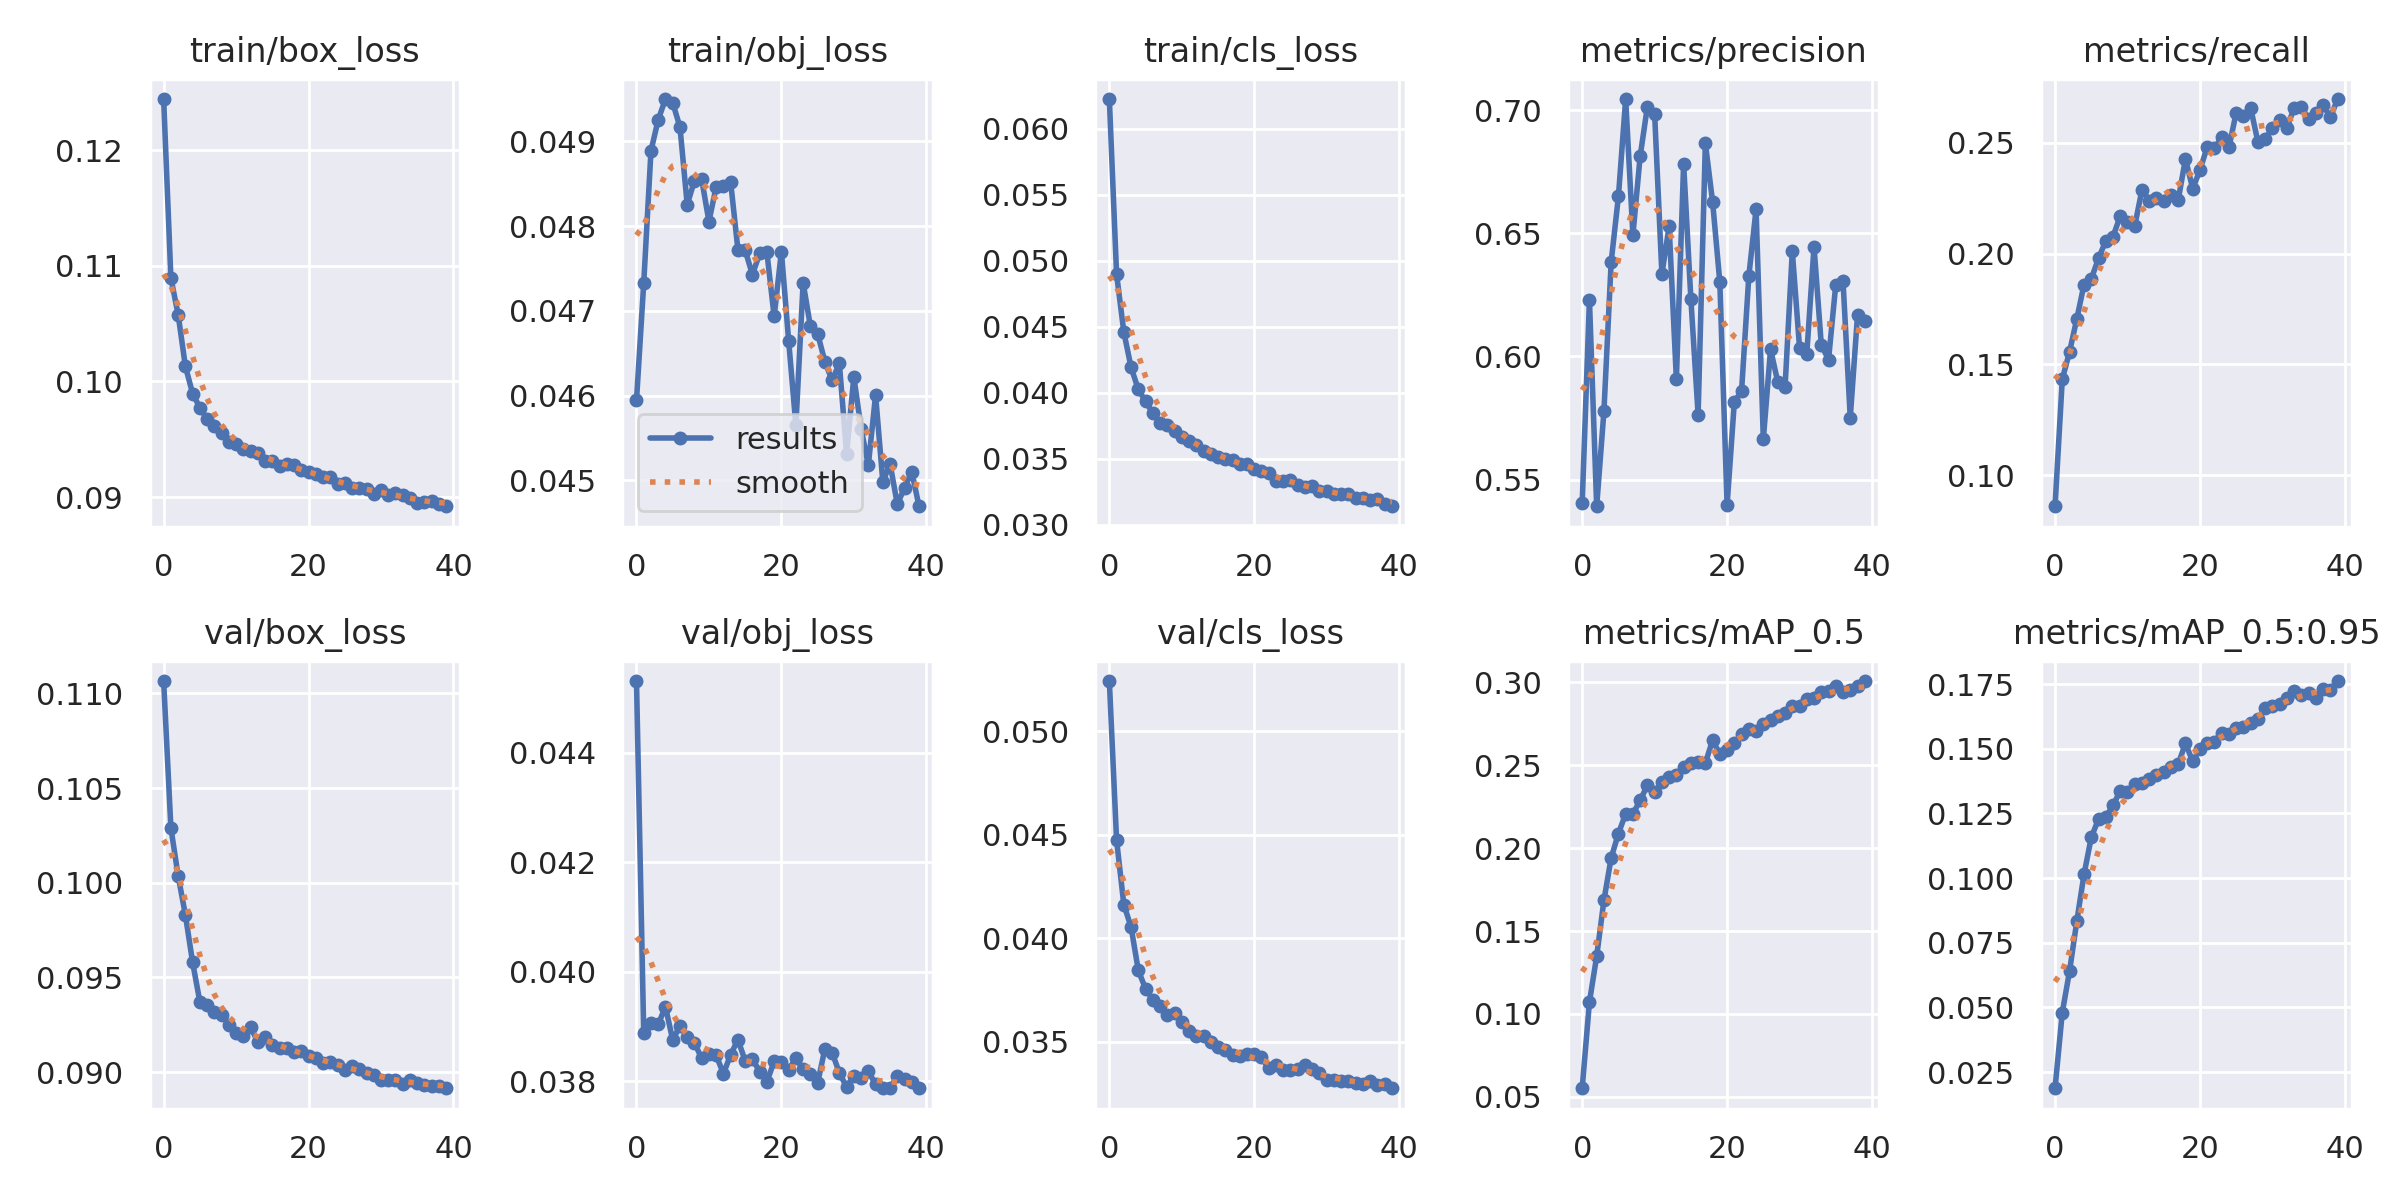 train/box_loss
0.12
0.11
0.10
0.09
0 20 40
train/obj_loss
0.049
0.048
0.047
0.046
0.045
results
smooth
0 20 40
train/cls_loss
0.060
0.055
0.050
0.045
0.040
0.035
0.030
0 20 40
metrics/precision
0.70
0.65
0.60
0.55
0 20 40
metrics/recall
0.25
0.20
0.15
0.10
0 20 40
val/box_loss
0.110
0.105
0.100
0.095
0.090
0 20 40
val/obj_loss
0.044
0.042
0.040
0.038
0 20 40
val/cls_loss
0.050
0.045
0.040
0.035
0 20 40
metrics/mAP_0.5
0.30
0.25
0.20
0.15
0.10
0.05
0 20 40
metrics/mAP_0.5:0.95
0.175
0.150
0.125
0.100
0.075
0.050
0.025
0 20 40